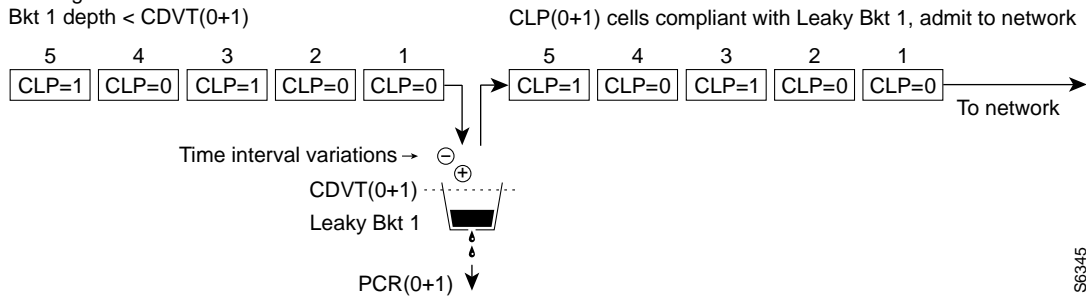 Bkt 1 depth < CDVT(0+1)
CLP(0+1) cells compliant with Leaky Bkt 1, admit to network
5 4 3 2 1 5 4 3 2 1
CLP=1 CLP=0 CLP=1 CLP=0 CLP=0 CLP=1 CLP=0 CLP=1 CLP=0 CLP=0
To network
Time interval variations →
− +
CDVT(0+1)
Leaky Bkt 1
PCR(0+1)
S6345